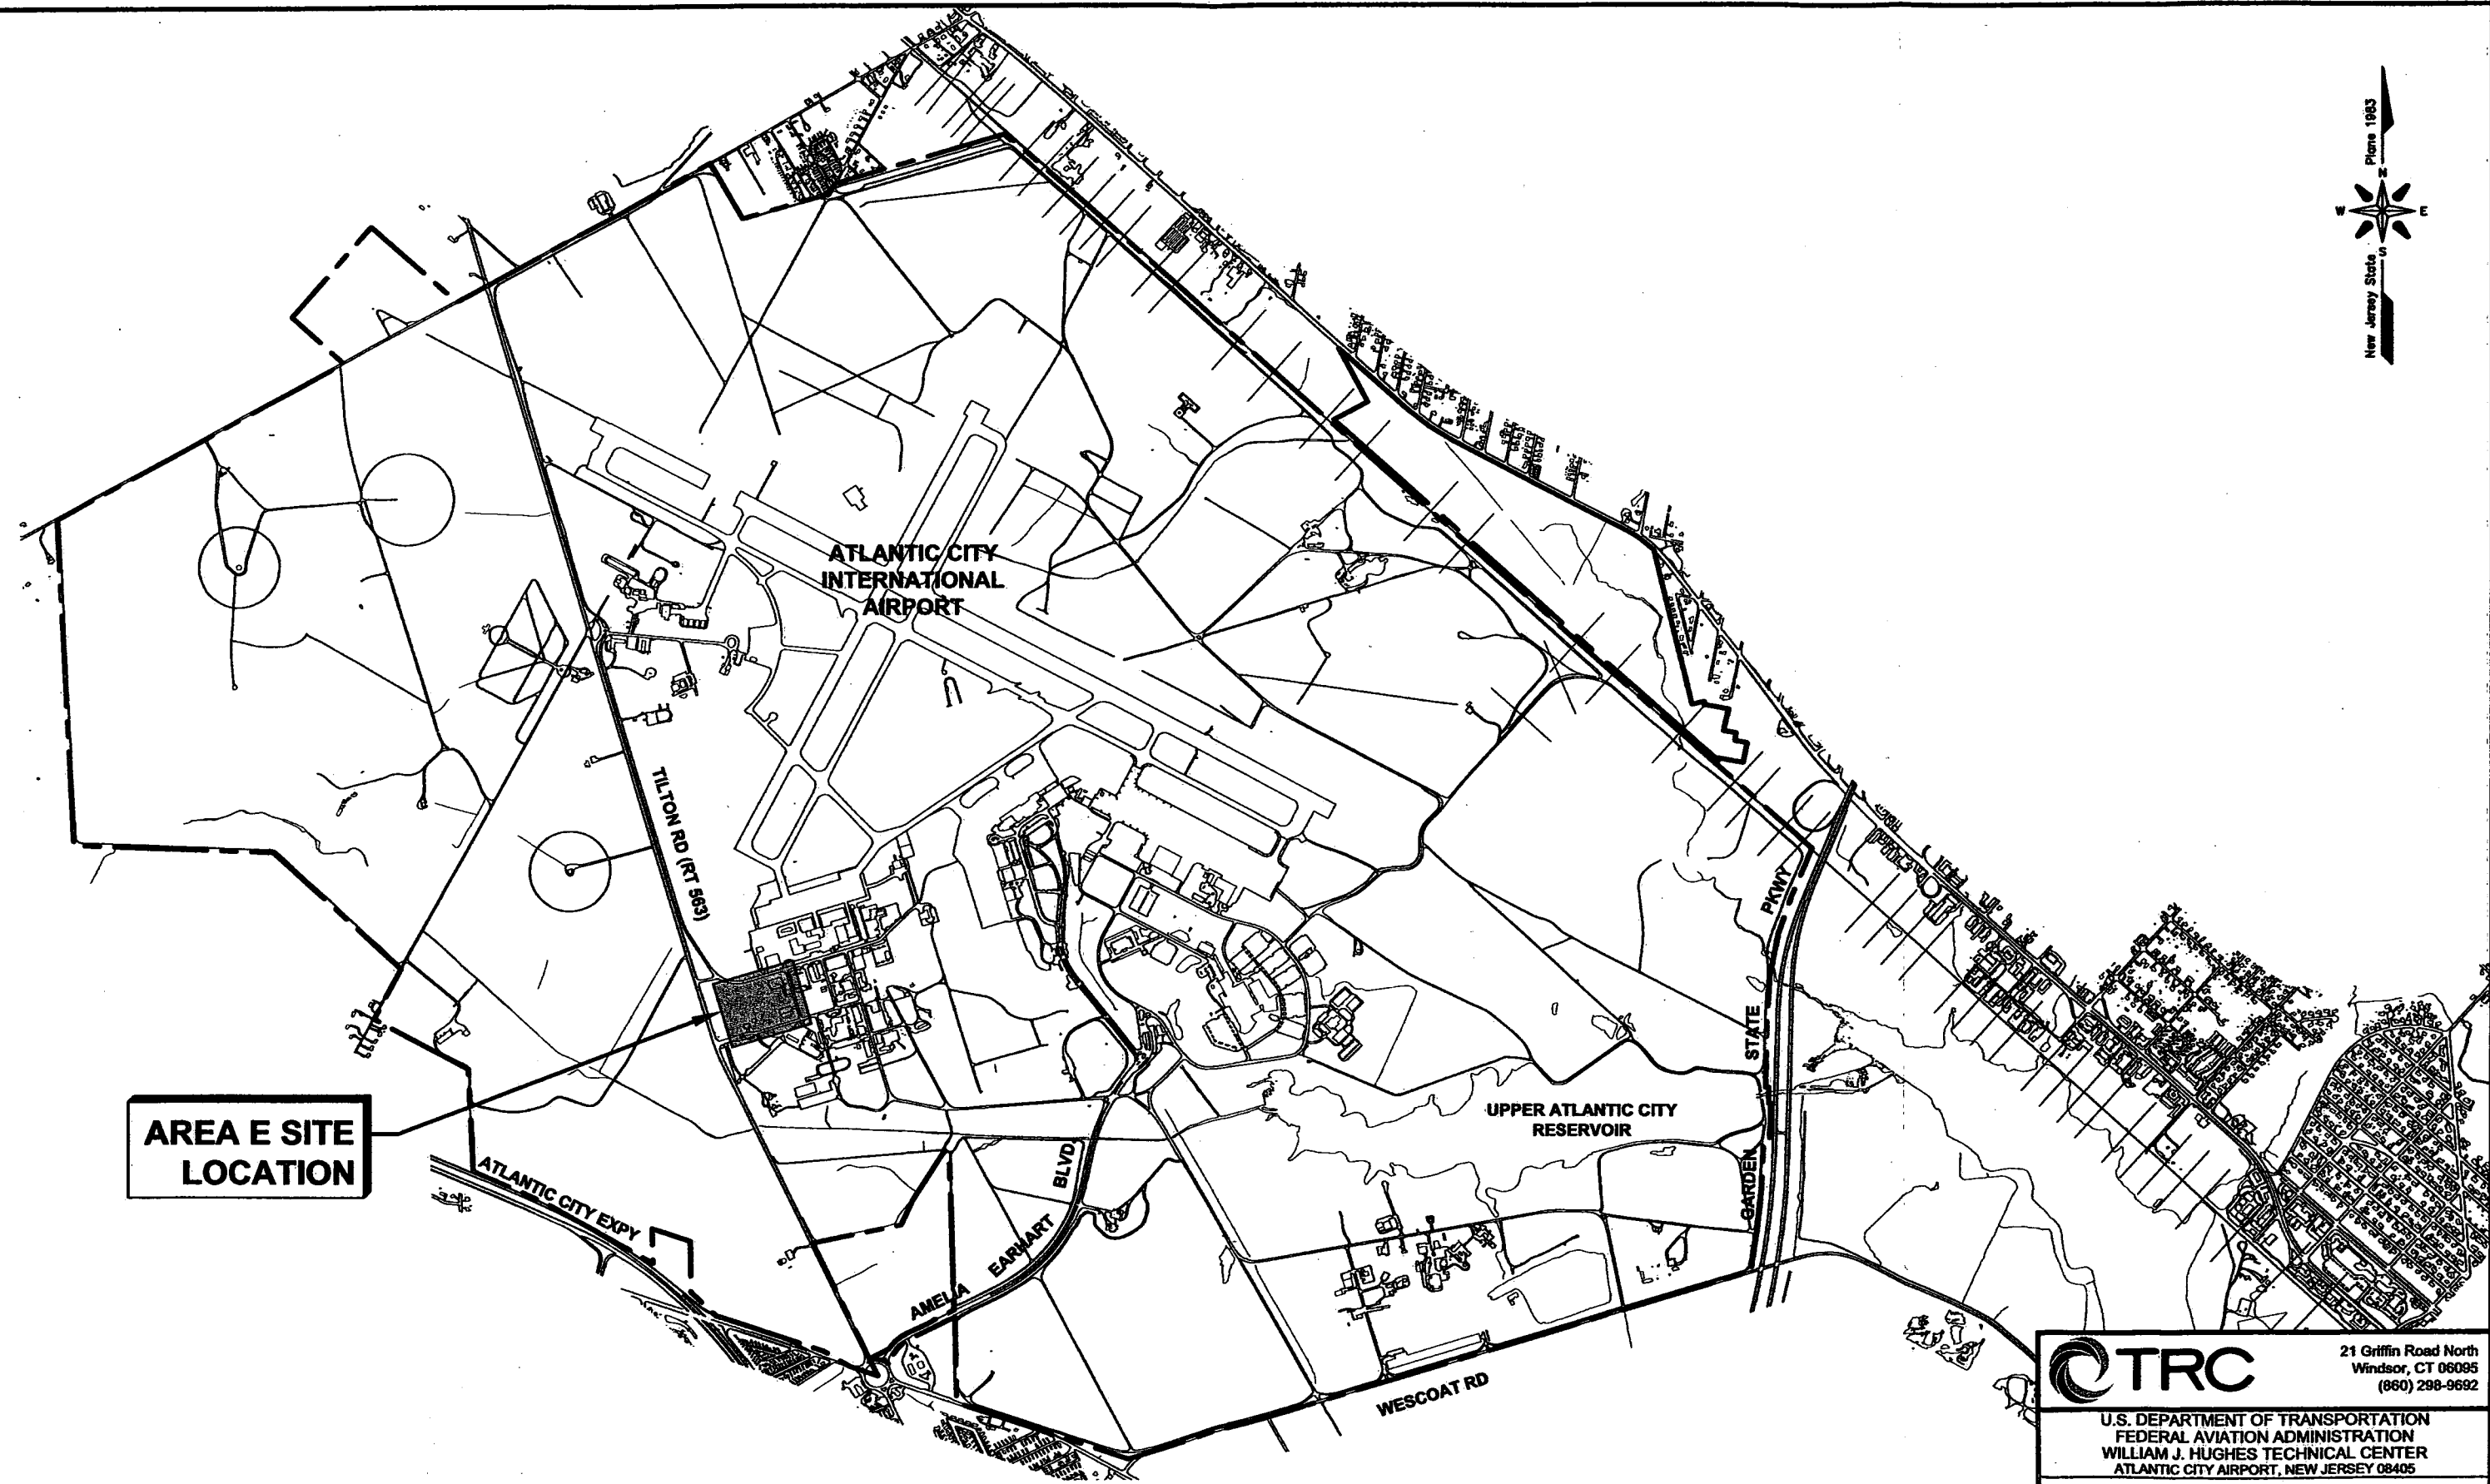 Plane 1983
N
W E
S
New Jersey State
ATLANTIC CITY
INTERNATIONAL
AIRPORT
TILTON RD (RT 563)
PKWY
STATE
GARDEN
UPPER ATLANTIC CITY
RESERVOIR
AREA E SITE
LOCATION
ATLANTIC CITY EXPY
BLVD
EARHART
AMELIA
WESCOAT RD
TRC
21 Griffin Road North
Windsor, CT 06095
(860) 298-9692
U.S. DEPARTMENT OF TRANSPORTATION
FEDERAL AVIATION ADMINISTRATION
WILLIAM J. HUGHES TECHNICAL CENTER
ATLANTIC CITY AIRPORT, NEW JERSEY 08405